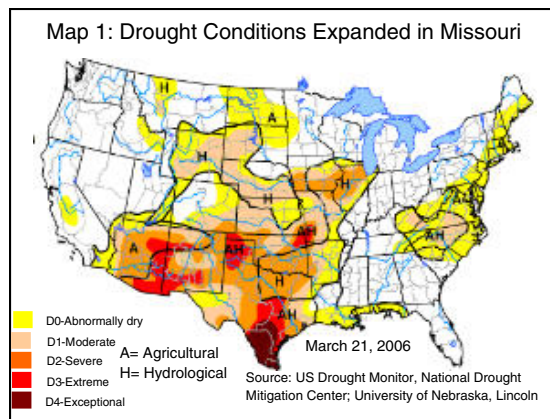 Map 1: Drought Conditions Expanded in Missouri
H
A
H
H
H
A
AH
AH
H
AH
AH
A
AH
A
D0-Abnormally dry
D1-Moderate
D2-Severe
D3-Extreme
D4-Exceptional
A= Agricultural
H= Hydrological
March 21, 2006
Source: US Drought Monitor, National Drought
Mitigation Center; University of Nebraska, Lincoln